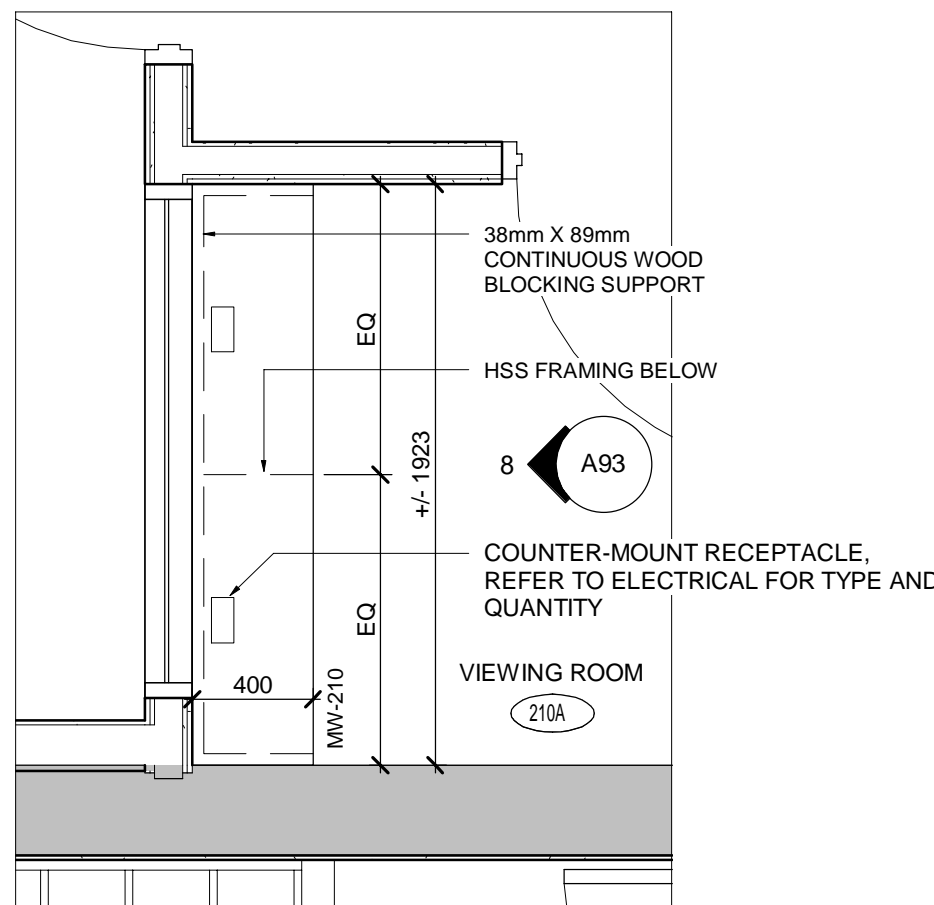 38mm X 89mm
CONTINUOUS WOOD
BLOCKING SUPPORT
EQ
HSS FRAMING BELOW
+/- 1923
8
A93
COUNTER-MOUNT RECEPTACLE,
REFER TO ELECTRICAL FOR TYPE AND
QUANTITY
EQ
VIEWING ROOM
210A
400
MW-210